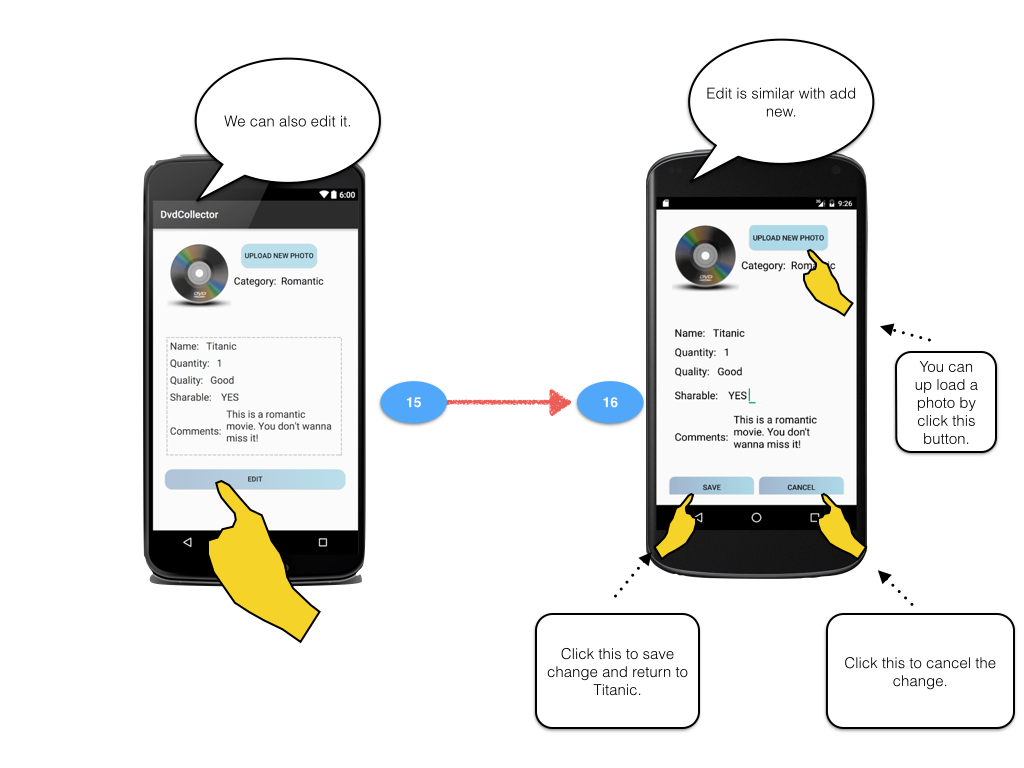 We can also edit it.
6:00
DvdCollector
UPLOAD NEW PHOTO
DVD
Category: Romantic
Name: Titanic
Quantity: 1
Quality: Good
Sharable: YES
Comments:
This is a romantic
movie. You don't wanna
miss it!
EDIT
15
16
Edit is similar with add
new.
9:26
UPLOAD NEW PHOTO
DVD
Category:
Name: Titanic
Quantity: 1
Quality: Good
Sharable: YES
Comments:
This is a romantic
movie. You don't
wanna miss it!
SAVE
CANCEL
You can
up load a
photo by
click this
button.
Click this to save
change and return to
Titanic.
Click this to cancel the
change.